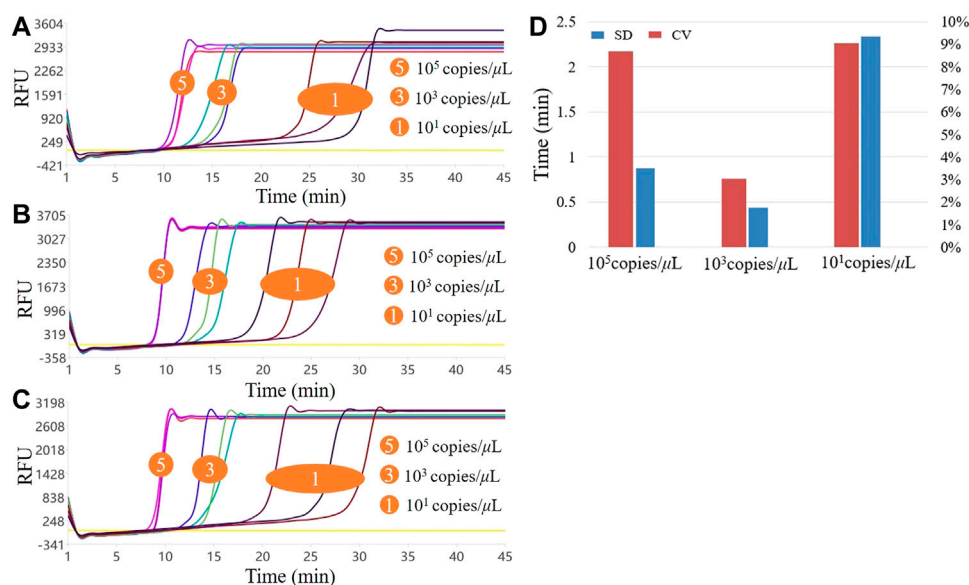 A
RFU
3604
2933
2262
1591
920
249
-421
5 10⁵ copies/μL
3 10³ copies/μL
1 10¹ copies/μL
5
3
1
1 5 10 15 20 25 30 35 40 45
Time (min)
B
RFU
3705
3027
2350
1673
996
319
-358
5 10⁵ copies/μL
3 10³ copies/μL
1 10¹ copies/μL
5
3
1
1 5 10 15 20 25 30 35 40 45
Time (min)
C
RFU
3198
2608
2018
1428
838
248
-341
5 10⁵ copies/μL
3 10³ copies/μL
1 10¹ copies/μL
5
3
1
1 5 10 15 20 25 30 35 40 45
Time (min)
D
SD CV
Time (min)
2.5
2
1.5
1
0.5
0
10%
9%
8%
7%
6%
5%
4%
3%
2%
1%
0%
10⁵copies/μL 10³copies/μL 10¹copies/μL